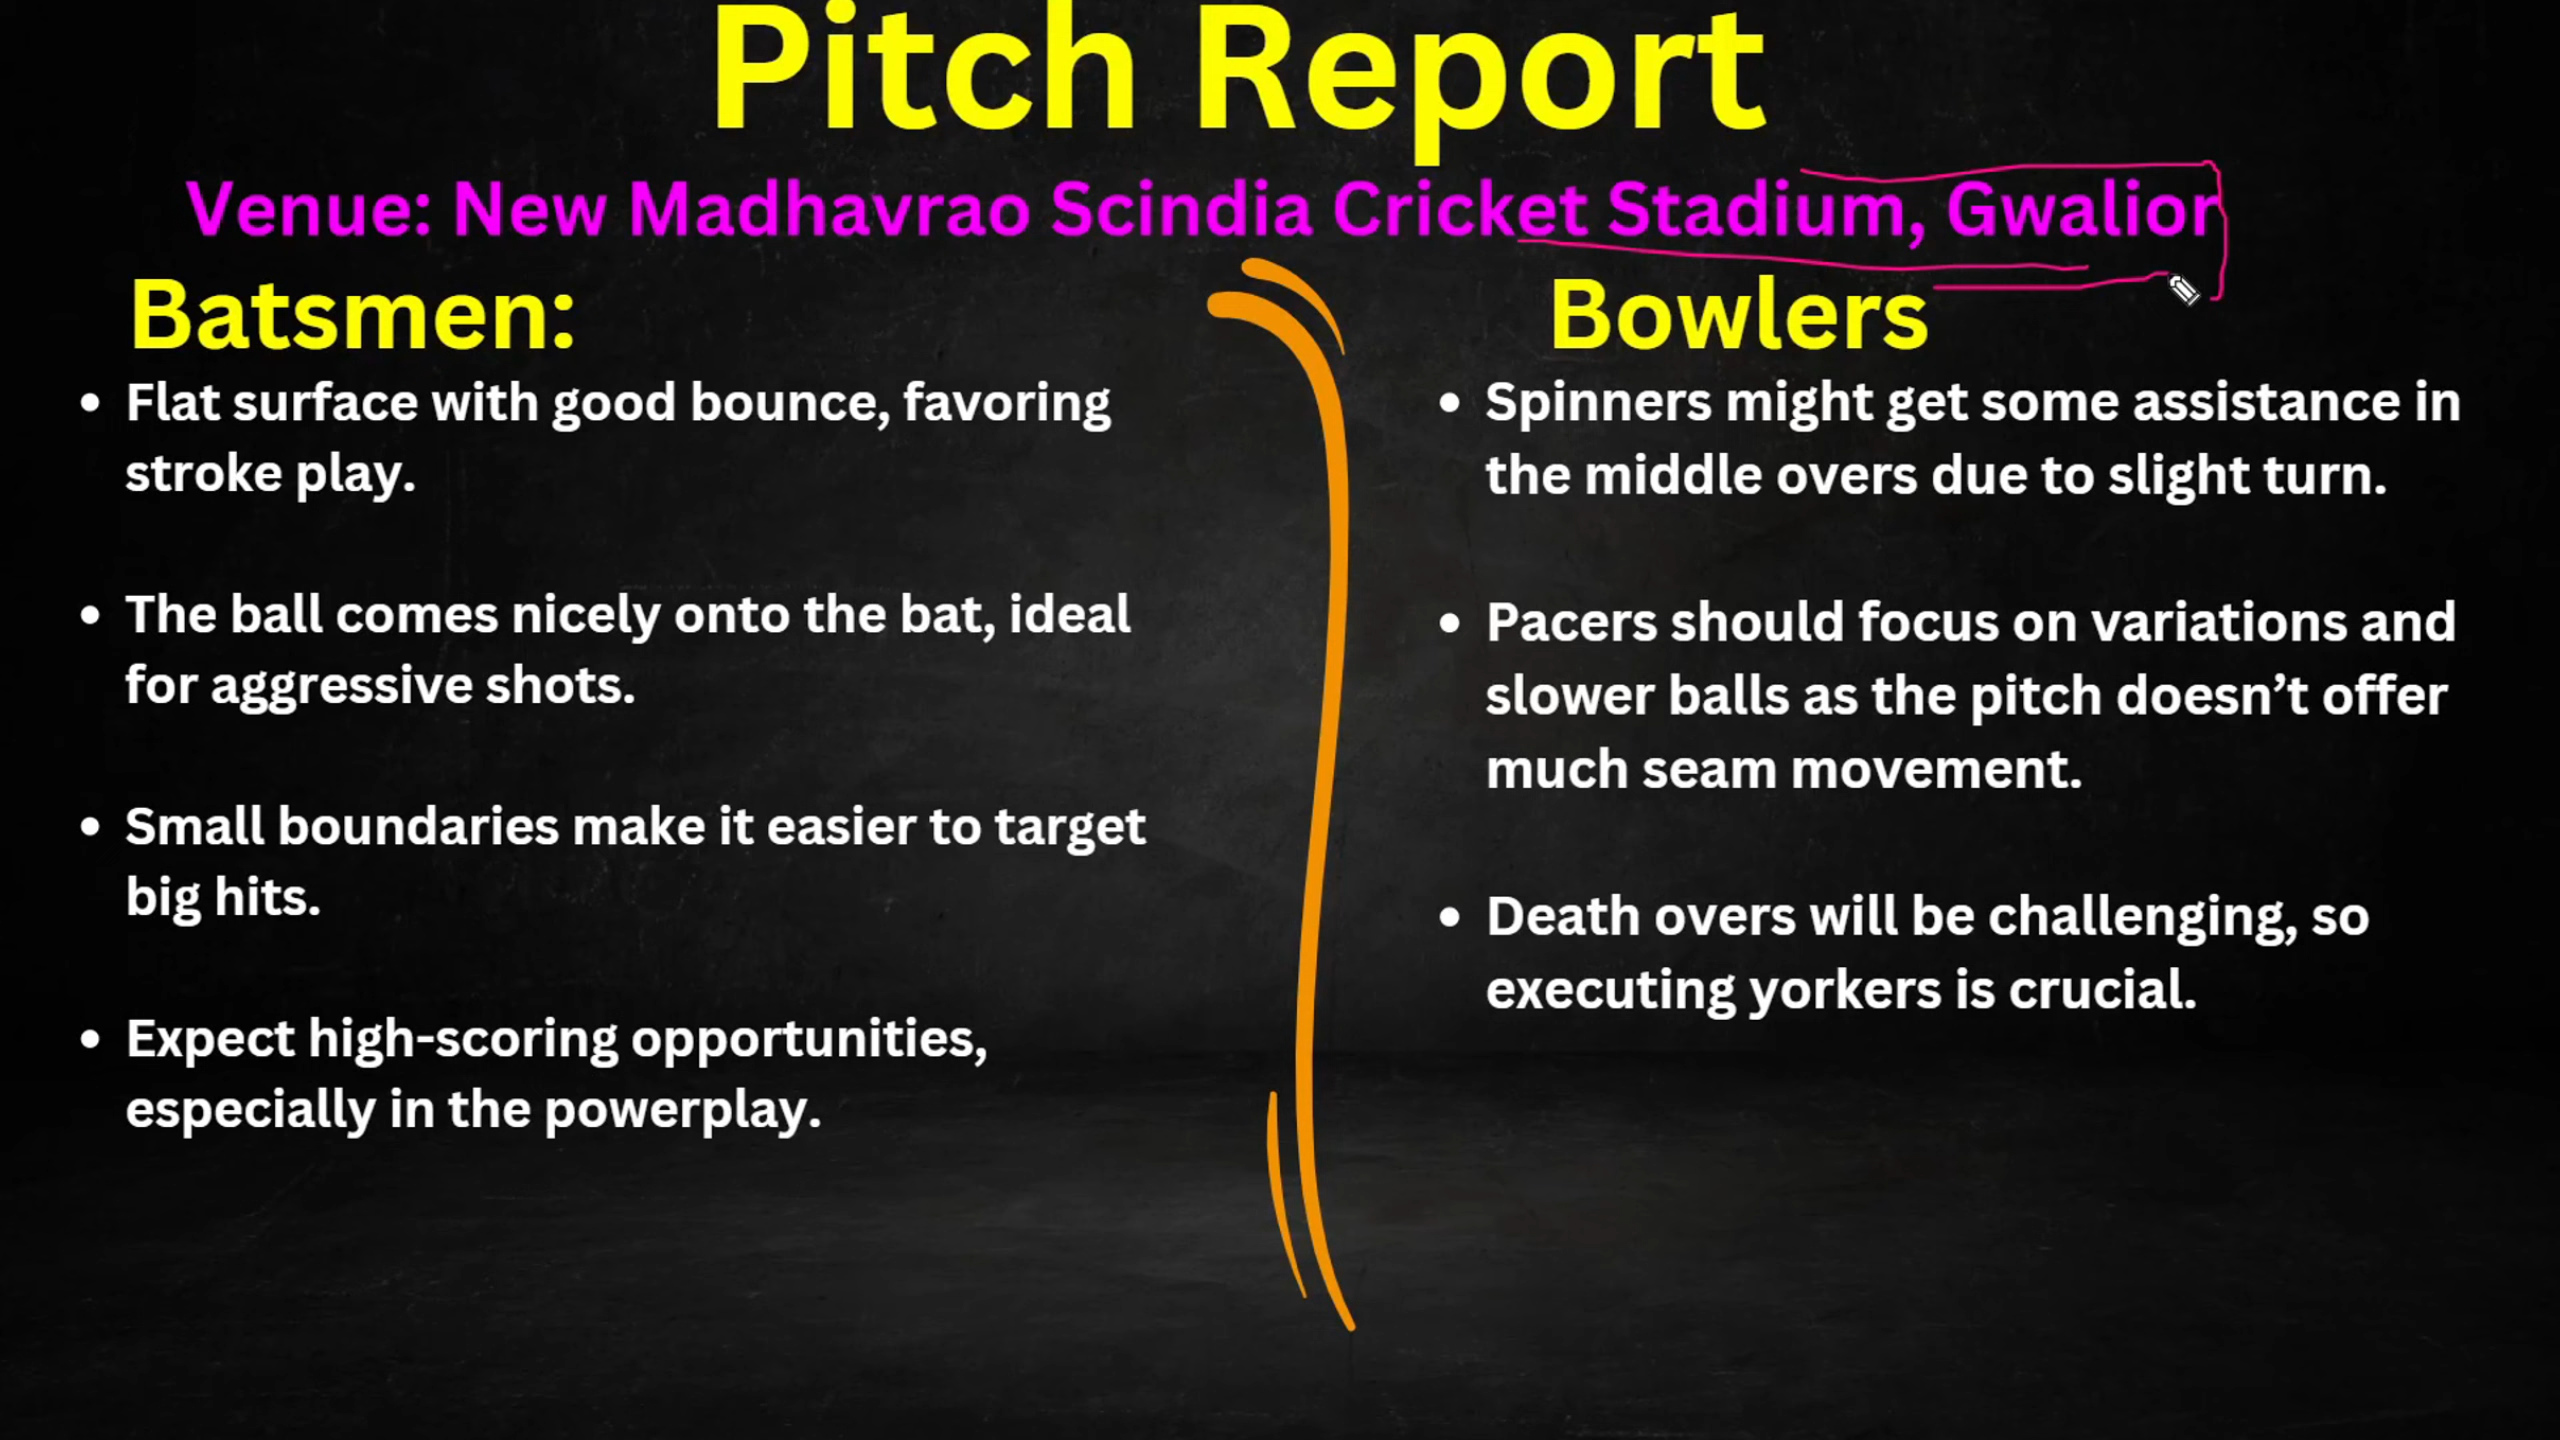 Pitch Report
Venue: New Madhavrao Scindia Cricket Stadium, Gwalior
Batsmen:
• Flat surface with good bounce, favoring
stroke play.
• The ball comes nicely onto the bat, ideal
for aggressive shots.
• Small boundaries make it easier to target
big hits.
• Expect high-scoring opportunities,
especially in the powerplay.
Bowlers
• Spinners might get some assistance in
the middle overs due to slight turn.
• Pacers should focus on variations and
slower balls as the pitch doesn’t offer
much seam movement.
• Death overs will be challenging, so
executing yorkers is crucial.